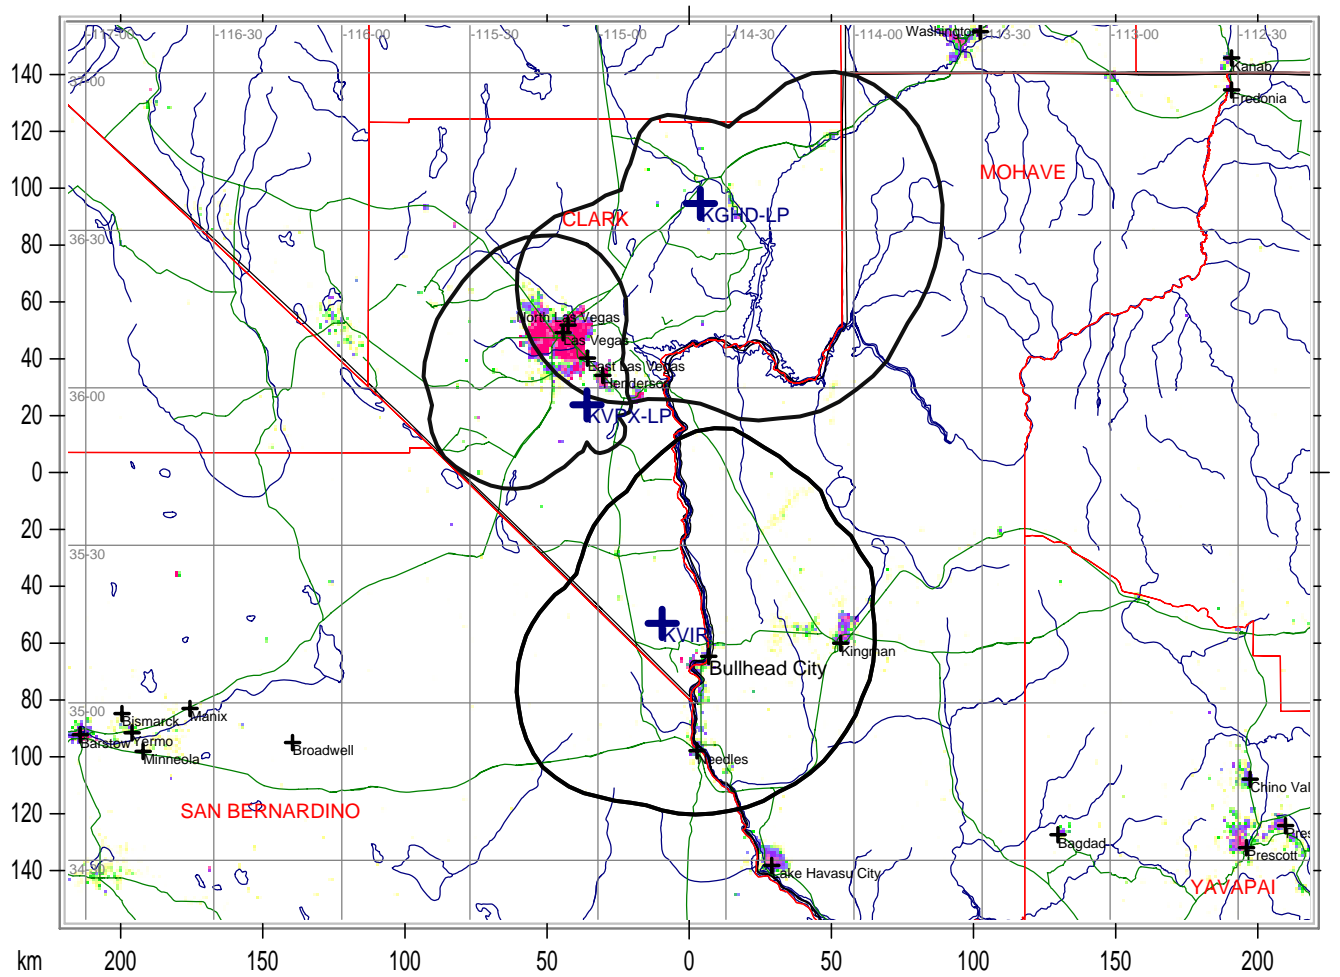 -117-00 -116-30 -116-00 -115-30 -115-00 -114-30 -114-00 -113-30 -113-00 -112-30
Washington
Kanab
Fredonia
37-00
140
120
MOHAVE
100
KGHD-LP
CLARK
36-30
80
60
North Las Vegas
Las Vegas
40
East Las Vegas
Henderson
36-00
20
KVPX-LP
0
20
35-30
40
60
KVIP
Kingman
Bullhead City
80
35-00
Bismarck
Manix
Barstow
Yermo
Broadwell
Minneola
100
Needles
Chino Val
SAN BERNARDINO
120
Bagdad
Pres
Prescott
140
Lake Havasu City
YAVAPAI
km 200 150 100 50 0 50 100 150 200